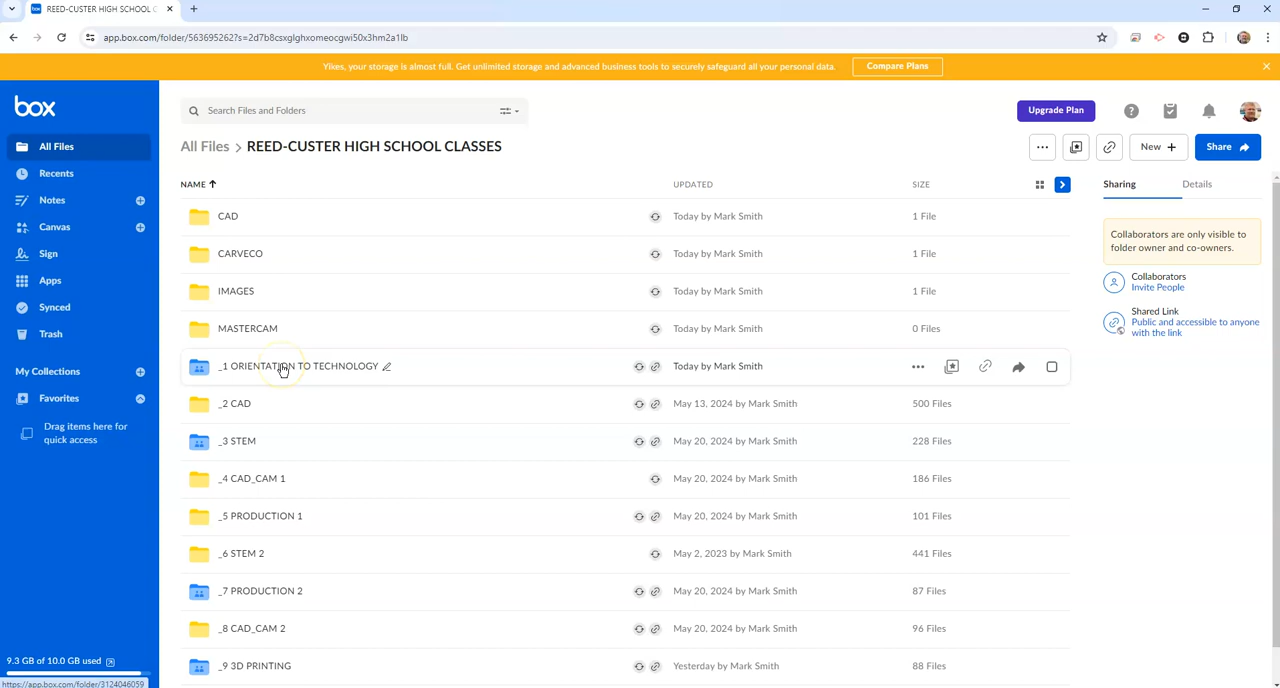 REED-CUSTER HIGH SCHOOL C
app.box.com/folder/563695262?s=2d7b8csxglghxomeocgwi50x3hm2a1lb
Yikes, your storage is almost full. Get unlimited storage and advanced business tools to securely safeguard all your personal data.
Compare Plans
box
Search Files and Folders
Upgrade Plan
All Files
Recents
Notes
Canvas
Sign
Apps
Synced
Trash
My Collections
Favorites
Drag items here for
quick access
9.3 GB of 10.0 GB used
https://app.box.com/folder/3124046059
All Files > REED-CUSTER HIGH SCHOOL CLASSES
New +
Share
NAME UPDATED SIZE
CAD Today by Mark Smith 1 File
CARVECO Today by Mark Smith 1 File
IMAGES Today by Mark Smith 1 File
MASTERCAM Today by Mark Smith 0 Files
_1 ORIENTATION TO TECHNOLOGY Today by Mark Smith
_2 CAD May 13, 2024 by Mark Smith 500 Files
_3 STEM May 20, 2024 by Mark Smith 228 Files
_4 CAD_CAM 1 May 20, 2024 by Mark Smith 186 Files
_5 PRODUCTION 1 May 20, 2024 by Mark Smith 101 Files
_6 STEM 2 May 2, 2023 by Mark Smith 441 Files
_7 PRODUCTION 2 May 20, 2024 by Mark Smith 87 Files
_8 CAD_CAM 2 May 20, 2024 by Mark Smith 96 Files
_9 3D PRINTING Yesterday by Mark Smith 88 Files
Sharing Details
Collaborators are only visible to
folder owner and co-owners.
Collaborators
Invite People
Shared Link
Public and accessible to anyone
with the link